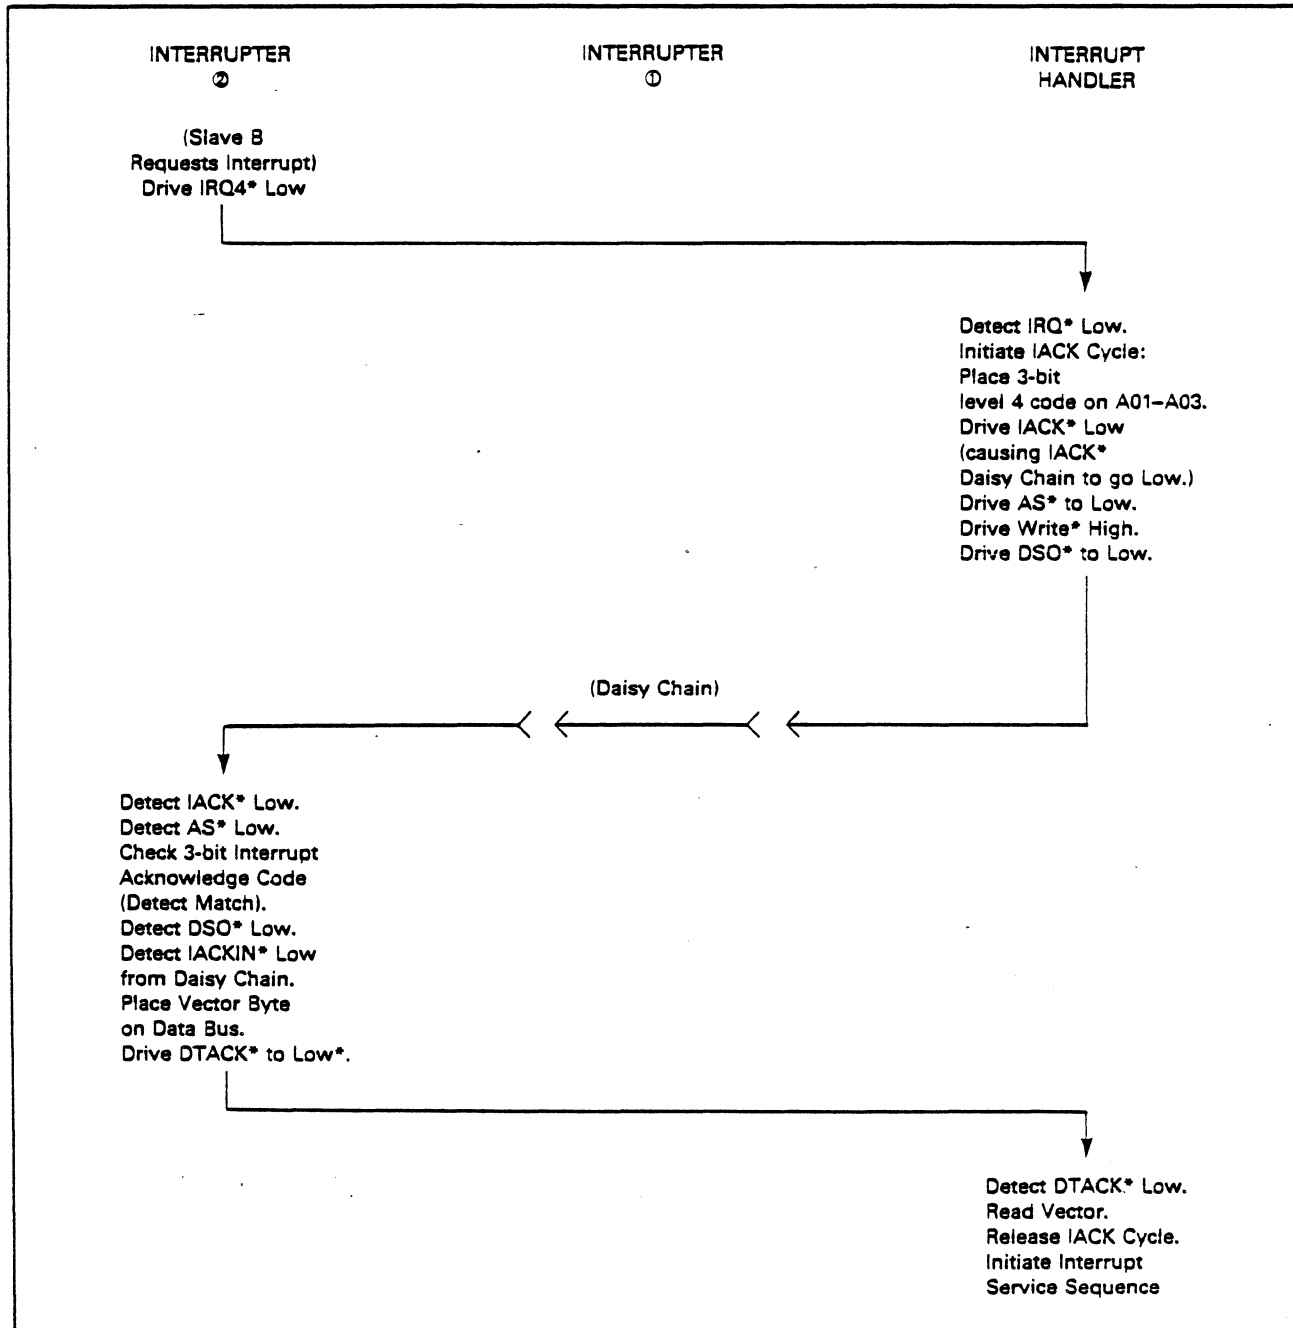 INTERRUPTER
②
INTERRUPTER
①
INTERRUPT
HANDLER
(Slave B
Requests Interrupt)
Drive IRQ4* Low
Detect IRQ* Low.
Initiate IACK Cycle:
Place 3-bit
level 4 code on A01–A03.
Drive IACK* Low
(causing IACK*
Daisy Chain to go Low.)
Drive AS* to Low.
Drive Write* High.
Drive DSO* to Low.
(Daisy Chain)
Detect IACK* Low.
Detect AS* Low.
Check 3-bit Interrupt
Acknowledge Code
(Detect Match).
Detect DSO* Low.
Detect IACKIN* Low
from Daisy Chain.
Place Vector Byte
on Data Bus.
Drive DTACK* to Low*.
Detect DTACK* Low.
Read Vector.
Release IACK Cycle.
Initiate Interrupt
Service Sequence